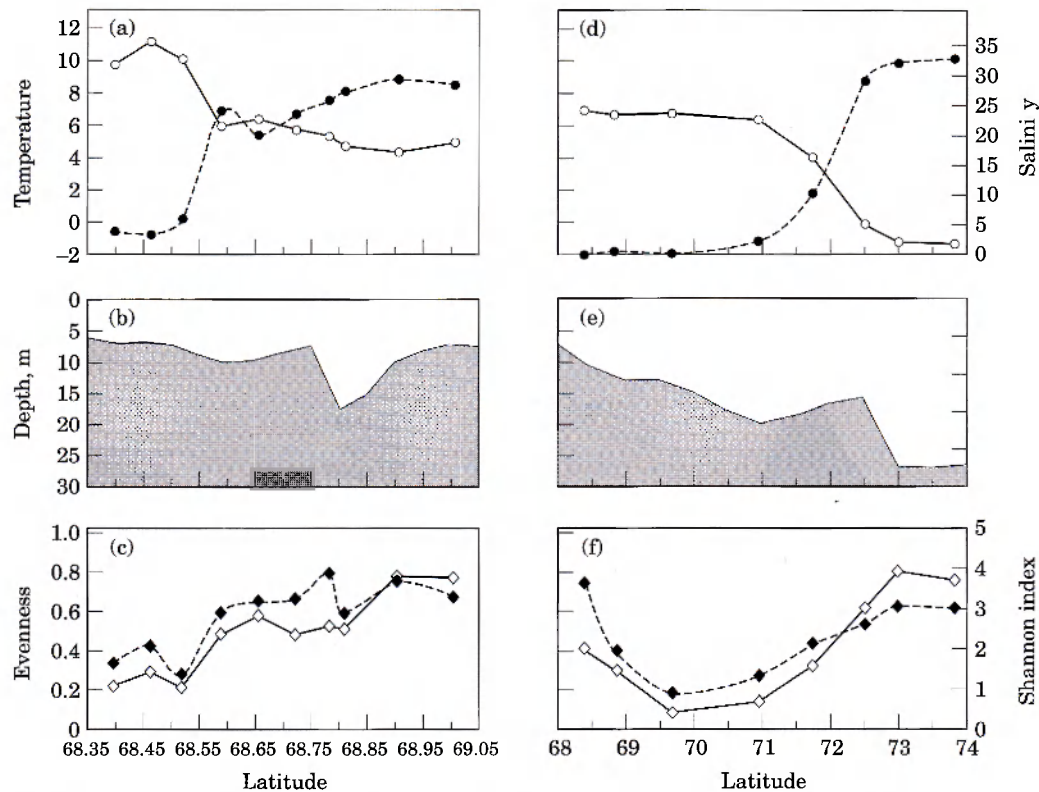 (a)
12
10
8
6
4
2
0
−2
Temperature
(d)
35
30
25
20
15
10
5
0
Salini y
(b)
0
5
10
15
20
25
30
Depth, m
(e)
(c)
1.0
0.8
0.6
0.4
0.2
0
Evenness
68.35 68.45 68.55 68.65 68.75 68.85 68.95 69.05
Latitude
(f)
5
4
3
2
1
0
Shannon index
68 69 70 71 72 73 74
Latitude